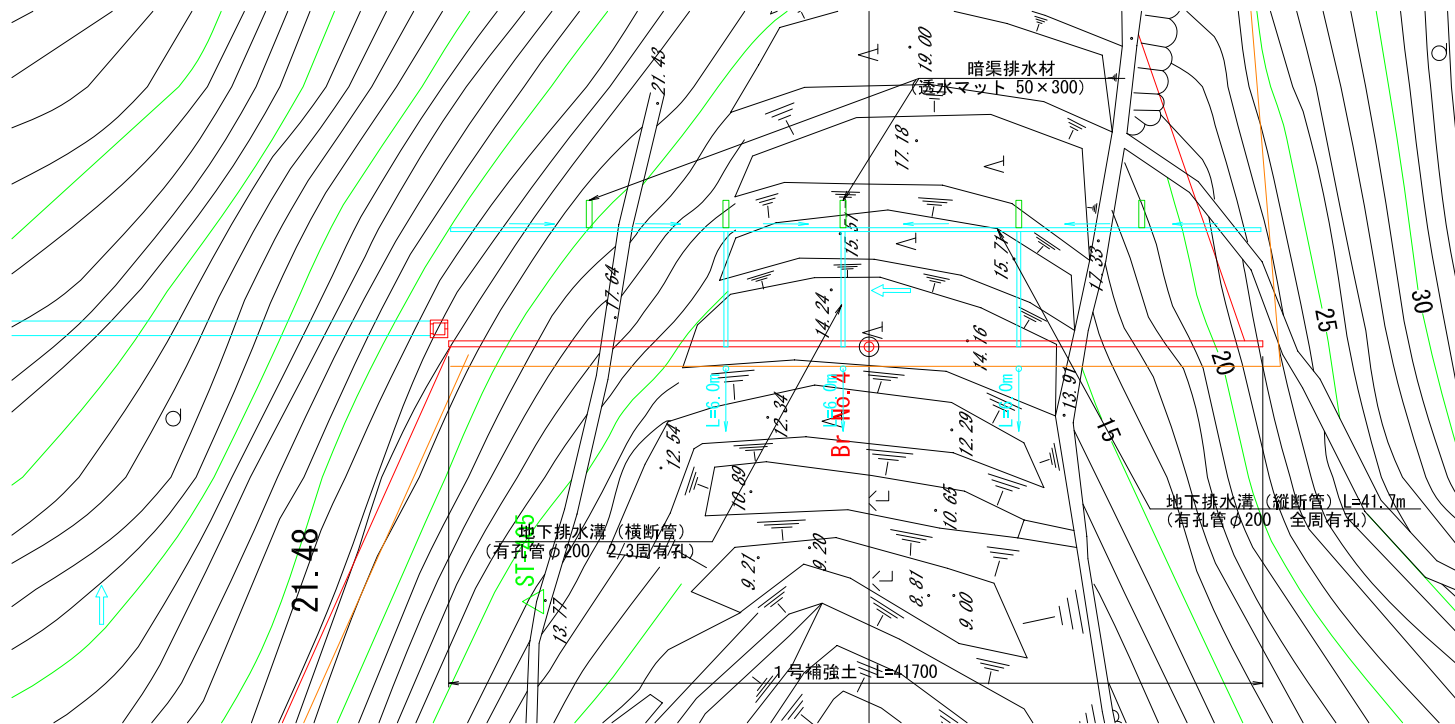 21.43
19.00
暗渠排水材
(透水マット 50×300)
17.18
15.51
15.71
17.33
17.64
14.24
14.16
30
25
20
15
Br No.4
L=6.0m
L=6.0m
L=6.0m
13.91
12.34
12.54
12.29
10.89
10.65
地下排水溝 (縦断管) L=41.7m
(有孔管φ200 全周有孔)
地下排水溝 (横断管)
(有孔管φ200 2/3周有孔)
21.48
9.21
9.20
8.81
9.00
13.77
1号補強土 L=41700